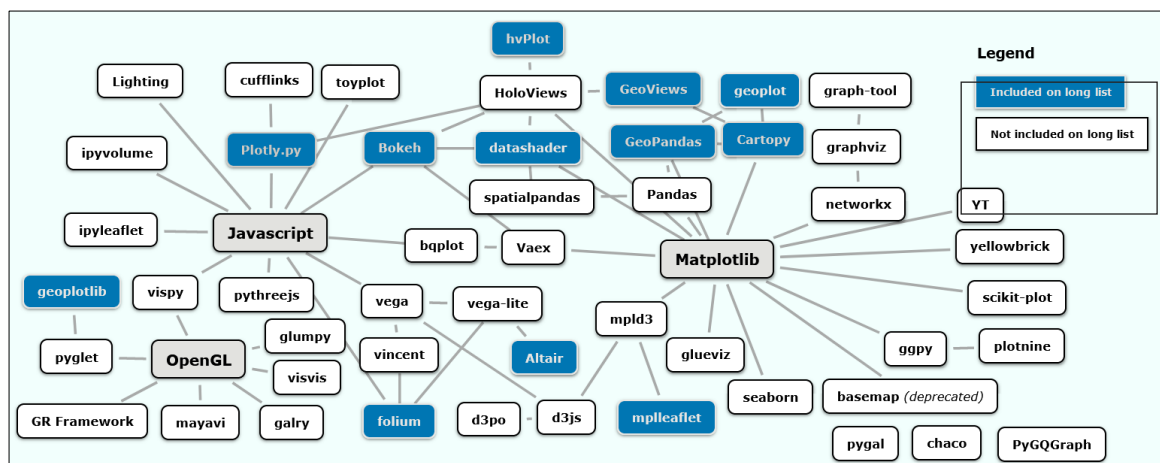 hvPlot
Legend
Lighting
cufflinks
toyplot
HoloViews
GeoViews
geoplot
graph-tool
Included on long list
Not included on long list
ipyvolume
Plotly.py
Bokeh
datashader
GeoPandas
Cartopy
graphviz
spatialpandas
Pandas
networkx
YT
ipyleaflet
Javascript
bqplot
Vaex
Matplotlib
yellowbrick
geoplotlib
vispy
pythreejs
vega
vega-lite
scikit-plot
mpld3
glumpy
pyglet
OpenGL
vincent
Altair
glueviz
ggpy
plotnine
visvis
seaborn
basemap (deprecated)
GR Framework
mayavi
galry
folium
d3po
d3js
mplleaflet
pygal
chaco
PyGQGraph